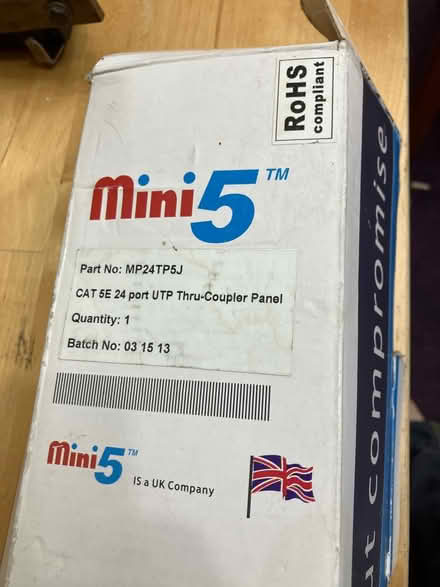 RoHS
compliant
mini5™
Part No: MP24TP5J
CAT 5E 24 port UTP Thru-Coupler Panel
Quantity: 1
Batch No: 03 15 13
mini5™
IS a UK Company
compromise